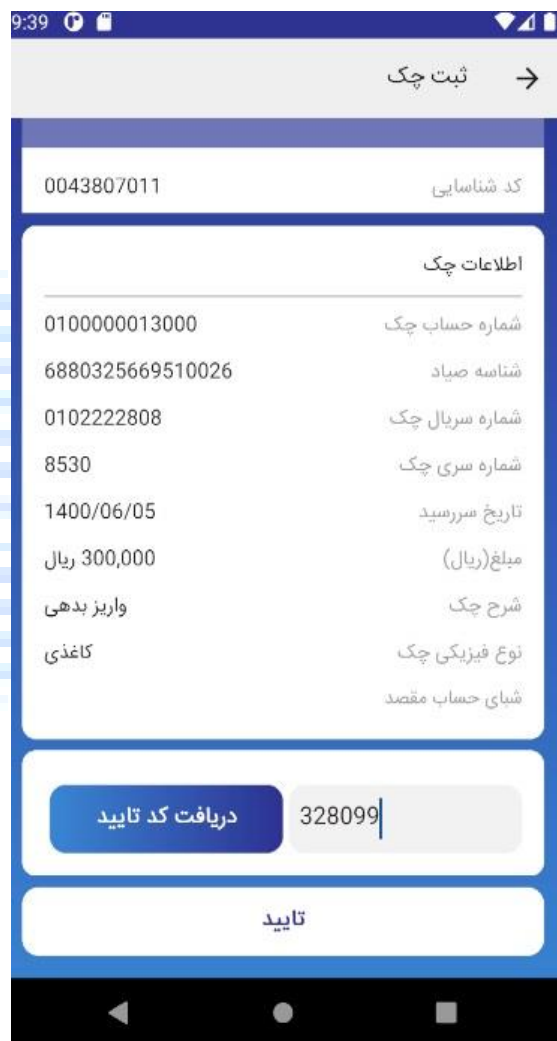 9:39
ثبت چک
کد شناسایی 0043807011
اطلاعات چک
شماره حساب چک 0100000013000
شناسه صیاد 6880325669510026
شماره سریال چک 0102222808
شماره سری چک 8530
تاریخ سررسید 1400/06/05
مبلغ(ریال) 300,000 ریال
شرح چک واریز بدهی
نوع فیزیکی چک کاغذی
شبای حساب مقصد
328099 دریافت کد تایید
تایید